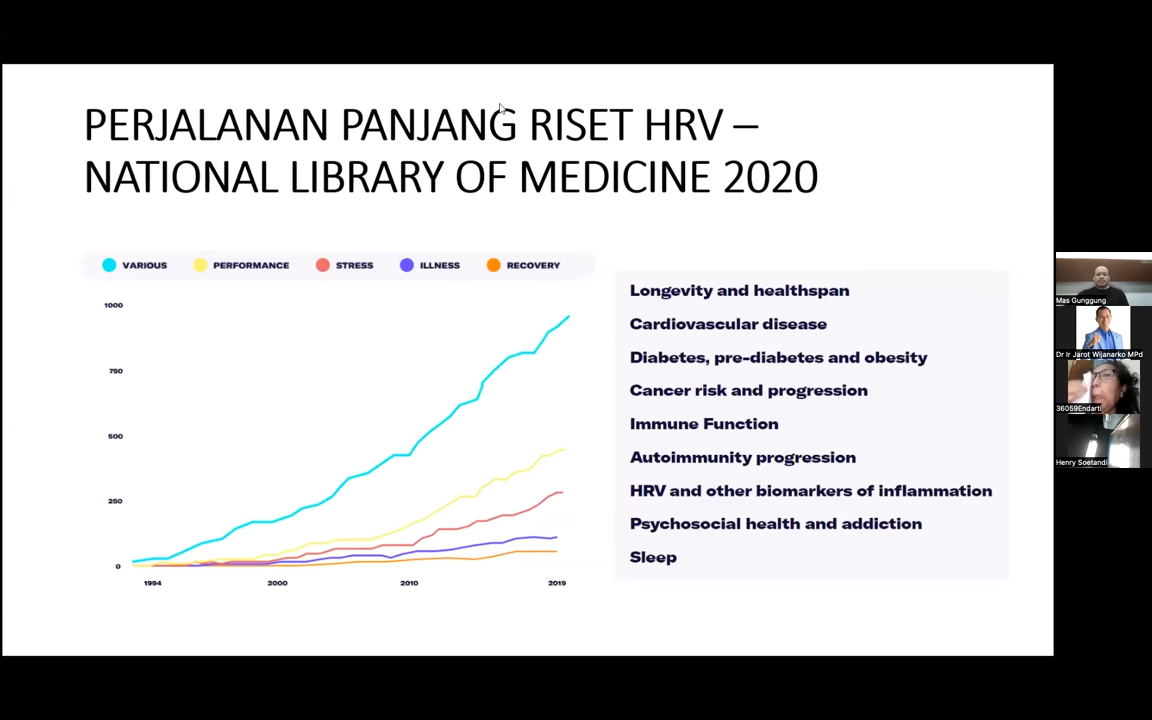 PERJALANAN PANJANG RISET HRV –
NATIONAL LIBRARY OF MEDICINE 2020
VARIOUS PERFORMANCE STRESS ILLNESS RECOVERY
1000
750
500
250
0
1994 2000 2010 2019
Longevity and healthspan
Cardiovascular disease
Diabetes, pre-diabetes and obesity
Cancer risk and progression
Immune Function
Autoimmunity progression
HRV and other biomarkers of inflammation
Psychosocial health and addiction
Sleep
Mas Gunggung
Dr Ir Jarot Wijanarko MPd
36059Endarti
Henry Soetandi